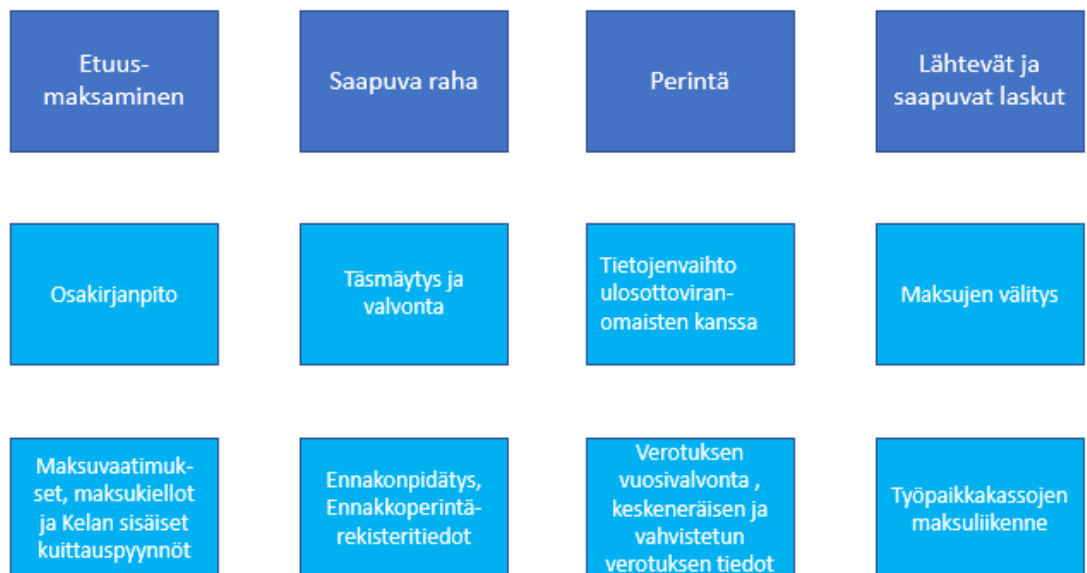 Etuus-
maksaminen
Saapuva raha
Perintä
Lähtevät ja
saapuvat laskut
Osakirjanpito
Täsmäytys ja
valvonta
Tietojenvaihto
ulosottoviran-
omaisten kanssa
Maksujen välitys
Maksuvaatimuk-
set, maksukiellot
ja Kelan sisäiset
kuittauspyynnöt
Ennakonpidätys,
Ennakkoperintä-
rekisteritiedot
Verotuksen
vuosivalvonta ,
keskeneräisen ja
vahvistetun
verotuksen tiedot
Työpaikkakassojen
maksuliikenne